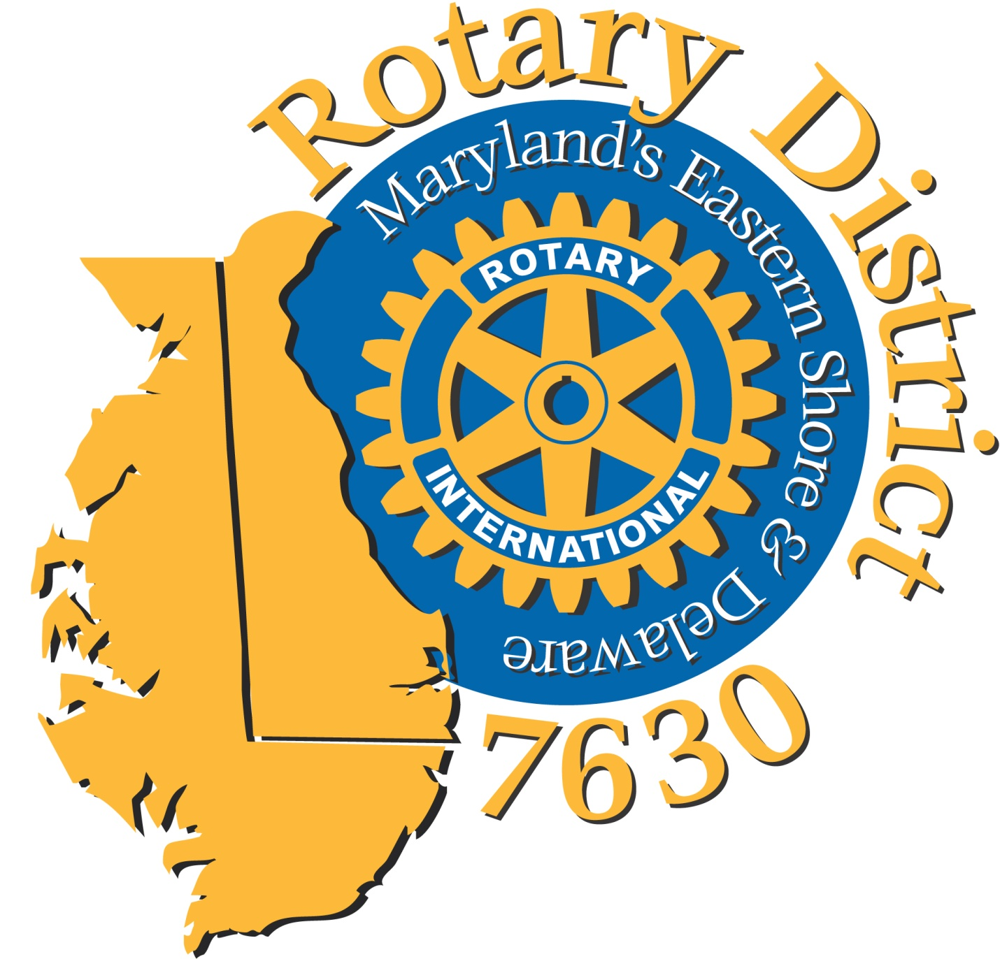 Rotary District
7630
Maryland's Eastern Shore & Delaware
ROTARY
INTERNATIONAL